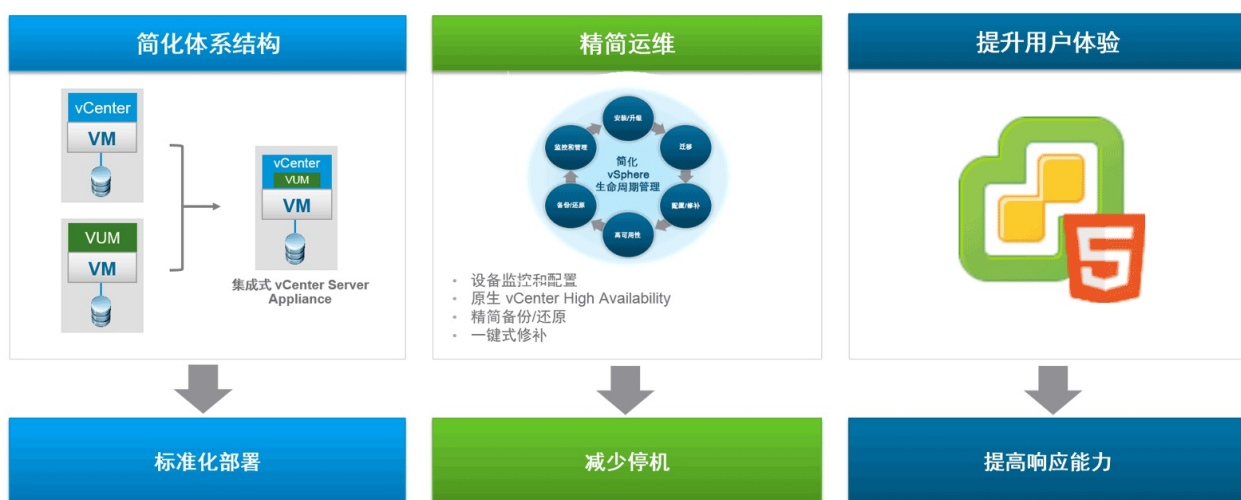 简化体系结构
vCenter
VM
VUM
VM
vCenter
VUM
VM
集成式 vCenter Server
Appliance
标准化部署
精简运维
安装/升级
迁移
配置/修补
高可用性
备份/还原
监控和管理
简化
vSphere
生命周期管理
· 设备监控和配置
· 原生 vCenter High Availability
· 精简备份/还原
· 一键式修补
减少停机
提升用户体验
5
提高响应能力